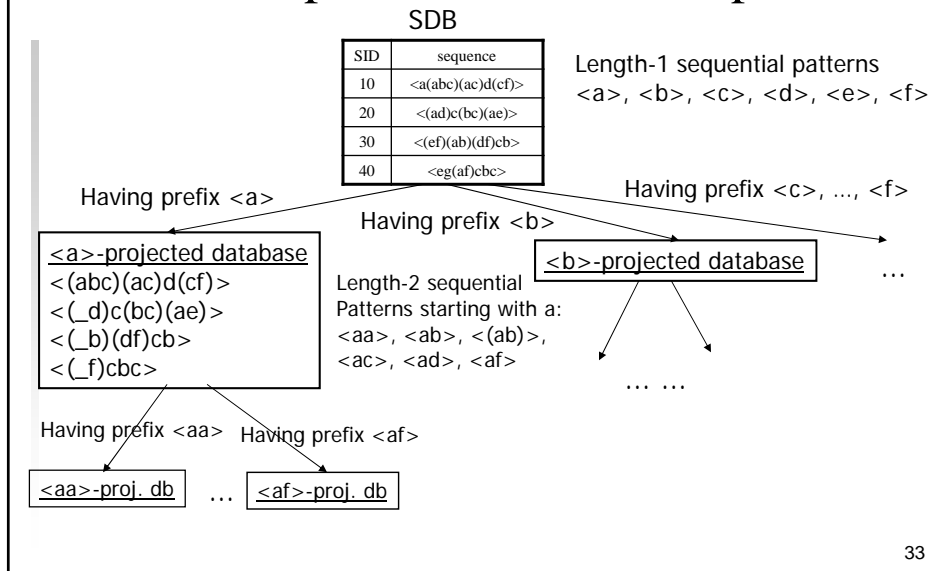 SDB
SID sequence
10 <a(abc)(ac)d(cf)>
20 <(ad)c(bc)(ae)>
30 <(ef)(ab)(df)cb>
40 <eg(af)cbc>
Length-1 sequential patterns
<a>, <b>, <c>, <d>, <e>, <f>
Having prefix <a>
Having prefix <b>
Having prefix <c>, ..., <f>
<a>-projected database
<(abc)(ac)d(cf)>
<(_d)c(bc)(ae)>
<(_b)(df)cb>
<(_f)cbc>
Length-2 sequential
Patterns starting with a:
<aa>, <ab>, <(ab)>,
<ac>, <ad>, <af>
<b>-projected database
...
... ...
Having prefix <aa>
Having prefix <af>
<aa>-proj. db
...
<af>-proj. db
33